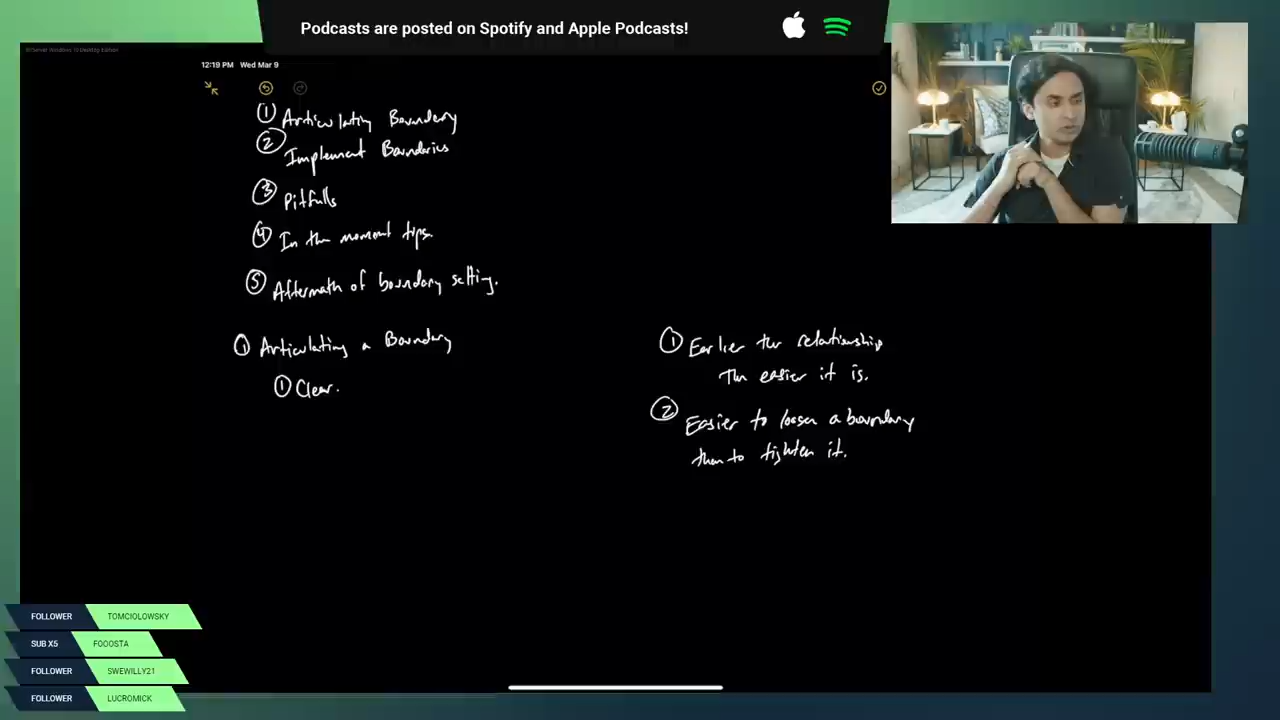 Podcasts are posted on Spotify and Apple Podcasts!
12:19 PM Wed Mar 9
① Articulating Boundary
② Implement Boundaries
③ Pitfalls
④ In the moment tips.
⑤ Aftermath of boundary setting.
① Articulating a Boundary
① Clear.
① Earlier the relationship
the easier it is.
② Easier to loosen a boundary
than to tighten it.
FOLLOWER TOMCIOLOWSKY
SUB X5 FOOOSTA
FOLLOWER SWEWILLY21
FOLLOWER LUCROMICK